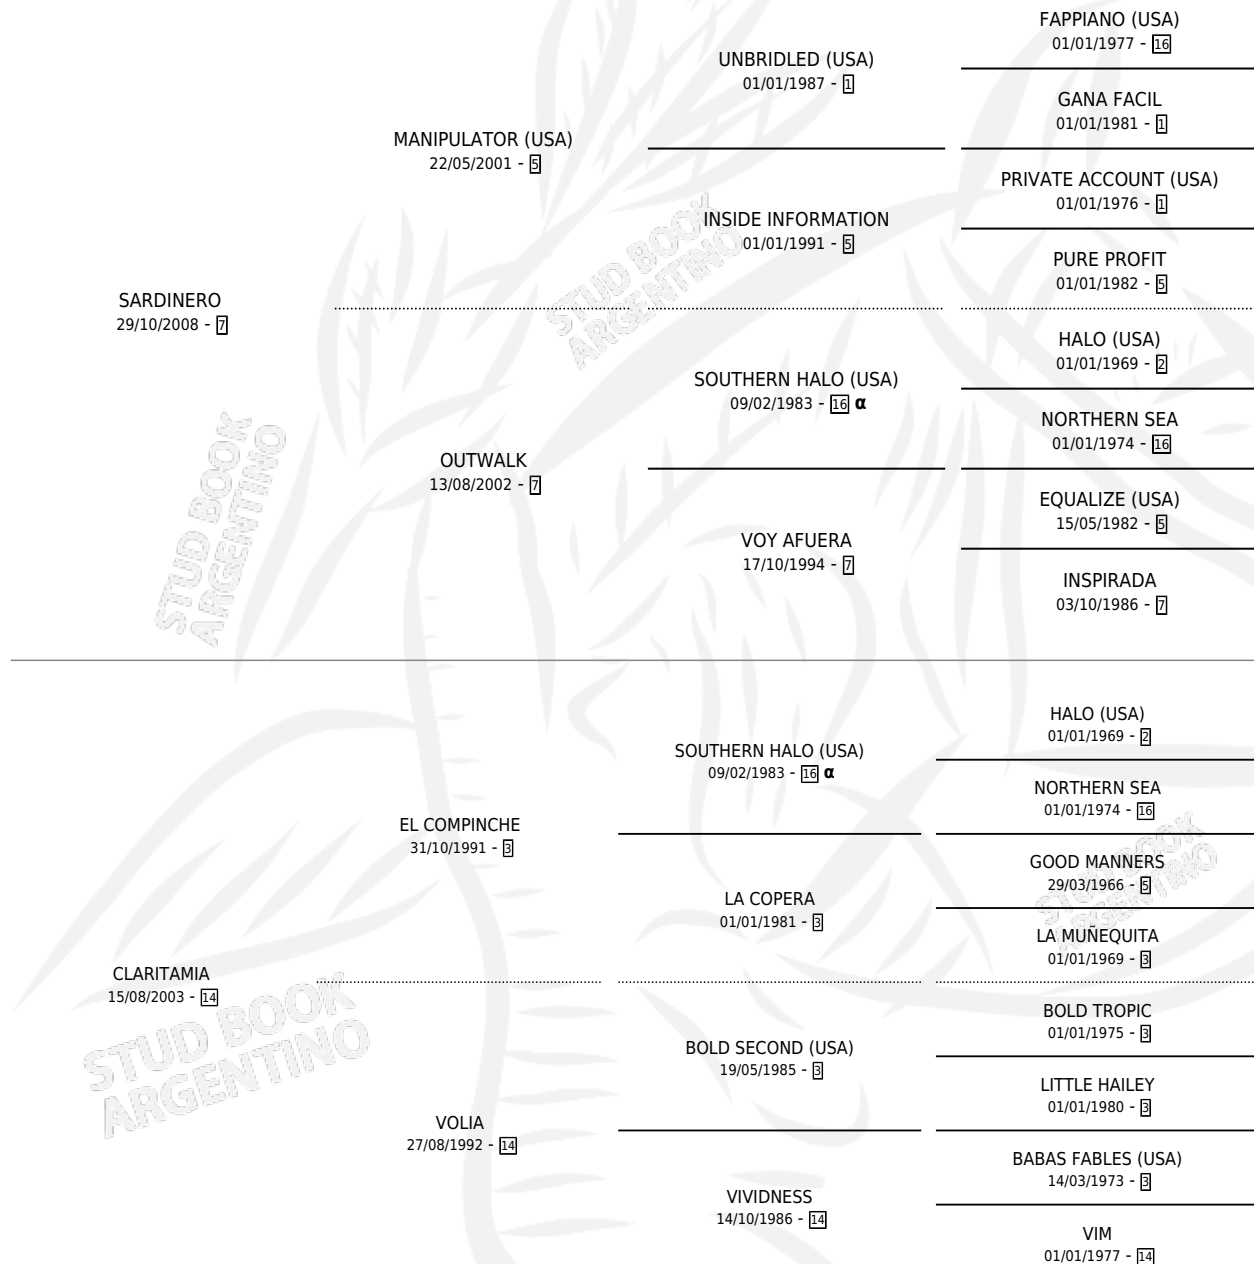 FAPPIANO (USA)
01/01/1977 - 16
UNBRIDLED (USA)
01/01/1987 - 1
GANA FACIL
01/01/1981 - 1
MANIPULATOR (USA)
22/05/2001 - 5
PRIVATE ACCOUNT (USA)
01/01/1976 - 1
INSIDE INFORMATION
01/01/1991 - 5
PURE PROFIT
01/01/1982 - 5
SARDINERO
29/10/2008 - 7
HALO (USA)
01/01/1969 - 2
SOUTHERN HALO (USA)
09/02/1983 - 16 α
NORTHERN SEA
01/01/1974 - 16
OUTWALK
13/08/2002 - 7
EQUALIZE (USA)
15/05/1982 - 5
VOY AFUERA
17/10/1994 - 7
INSPIRADA
03/10/1986 - 7
HALO (USA)
01/01/1969 - 2
SOUTHERN HALO (USA)
09/02/1983 - 16 α
NORTHERN SEA
01/01/1974 - 16
EL COMPINCHE
31/10/1991 - 3
GOOD MANNERS
29/03/1966 - 5
LA COPERA
01/01/1981 - 3
LA MUÑEQUITA
01/01/1969 - 3
CLARITAMIA
15/08/2003 - 14
BOLD TROPIC
01/01/1975 - 3
BOLD SECOND (USA)
19/05/1985 - 3
LITTLE HAILEY
01/01/1980 - 3
VOLIA
27/08/1992 - 14
BABAS FABLES (USA)
14/03/1973 - 3
VIVIDNESS
14/10/1986 - 14
VIM
01/01/1977 - 14
STUD BOOK
ARGENTINO
STUD BOOK
ARGENTINO
STUD BOOK
ARGENTINO
STUD BOOK
ARGENTINO